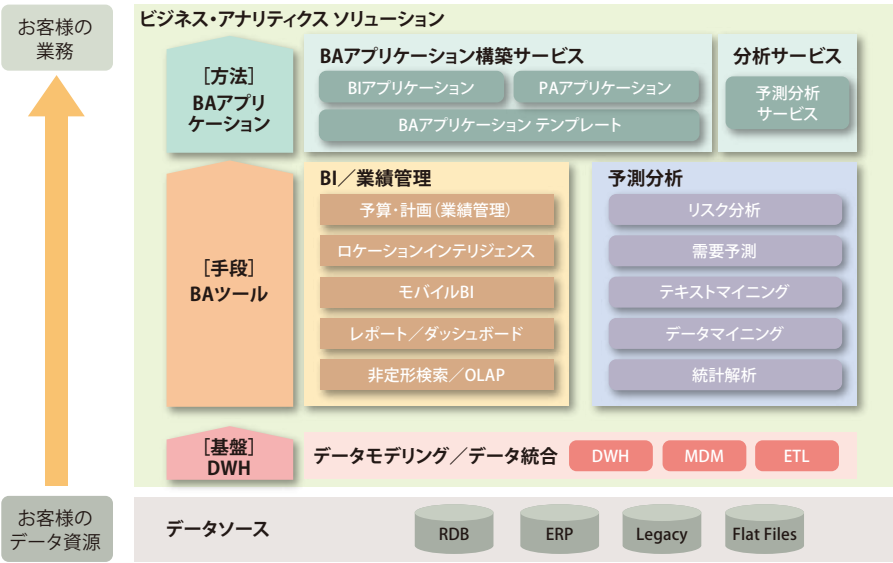 お客様の
業務
ビジネス・アナリティクス ソリューション
［方法］
BAアプリ
ケーション
BAアプリケーション構築サービス
BIアプリケーション
PAアプリケーション
BAアプリケーション テンプレート
分析サービス
予測分析
サービス
［手段］
BAツール
BI／業績管理
予算・計画（業績管理）
ロケーションインテリジェンス
モバイルBI
レポート／ダッシュボード
非定形検索／OLAP
予測分析
リスク分析
需要予測
テキストマイニング
データマイニング
統計解析
［基盤］
DWH
データモデリング／データ統合
DWH
MDM
ETL
お客様の
データ資源
データソース
RDB
ERP
Legacy
Flat Files